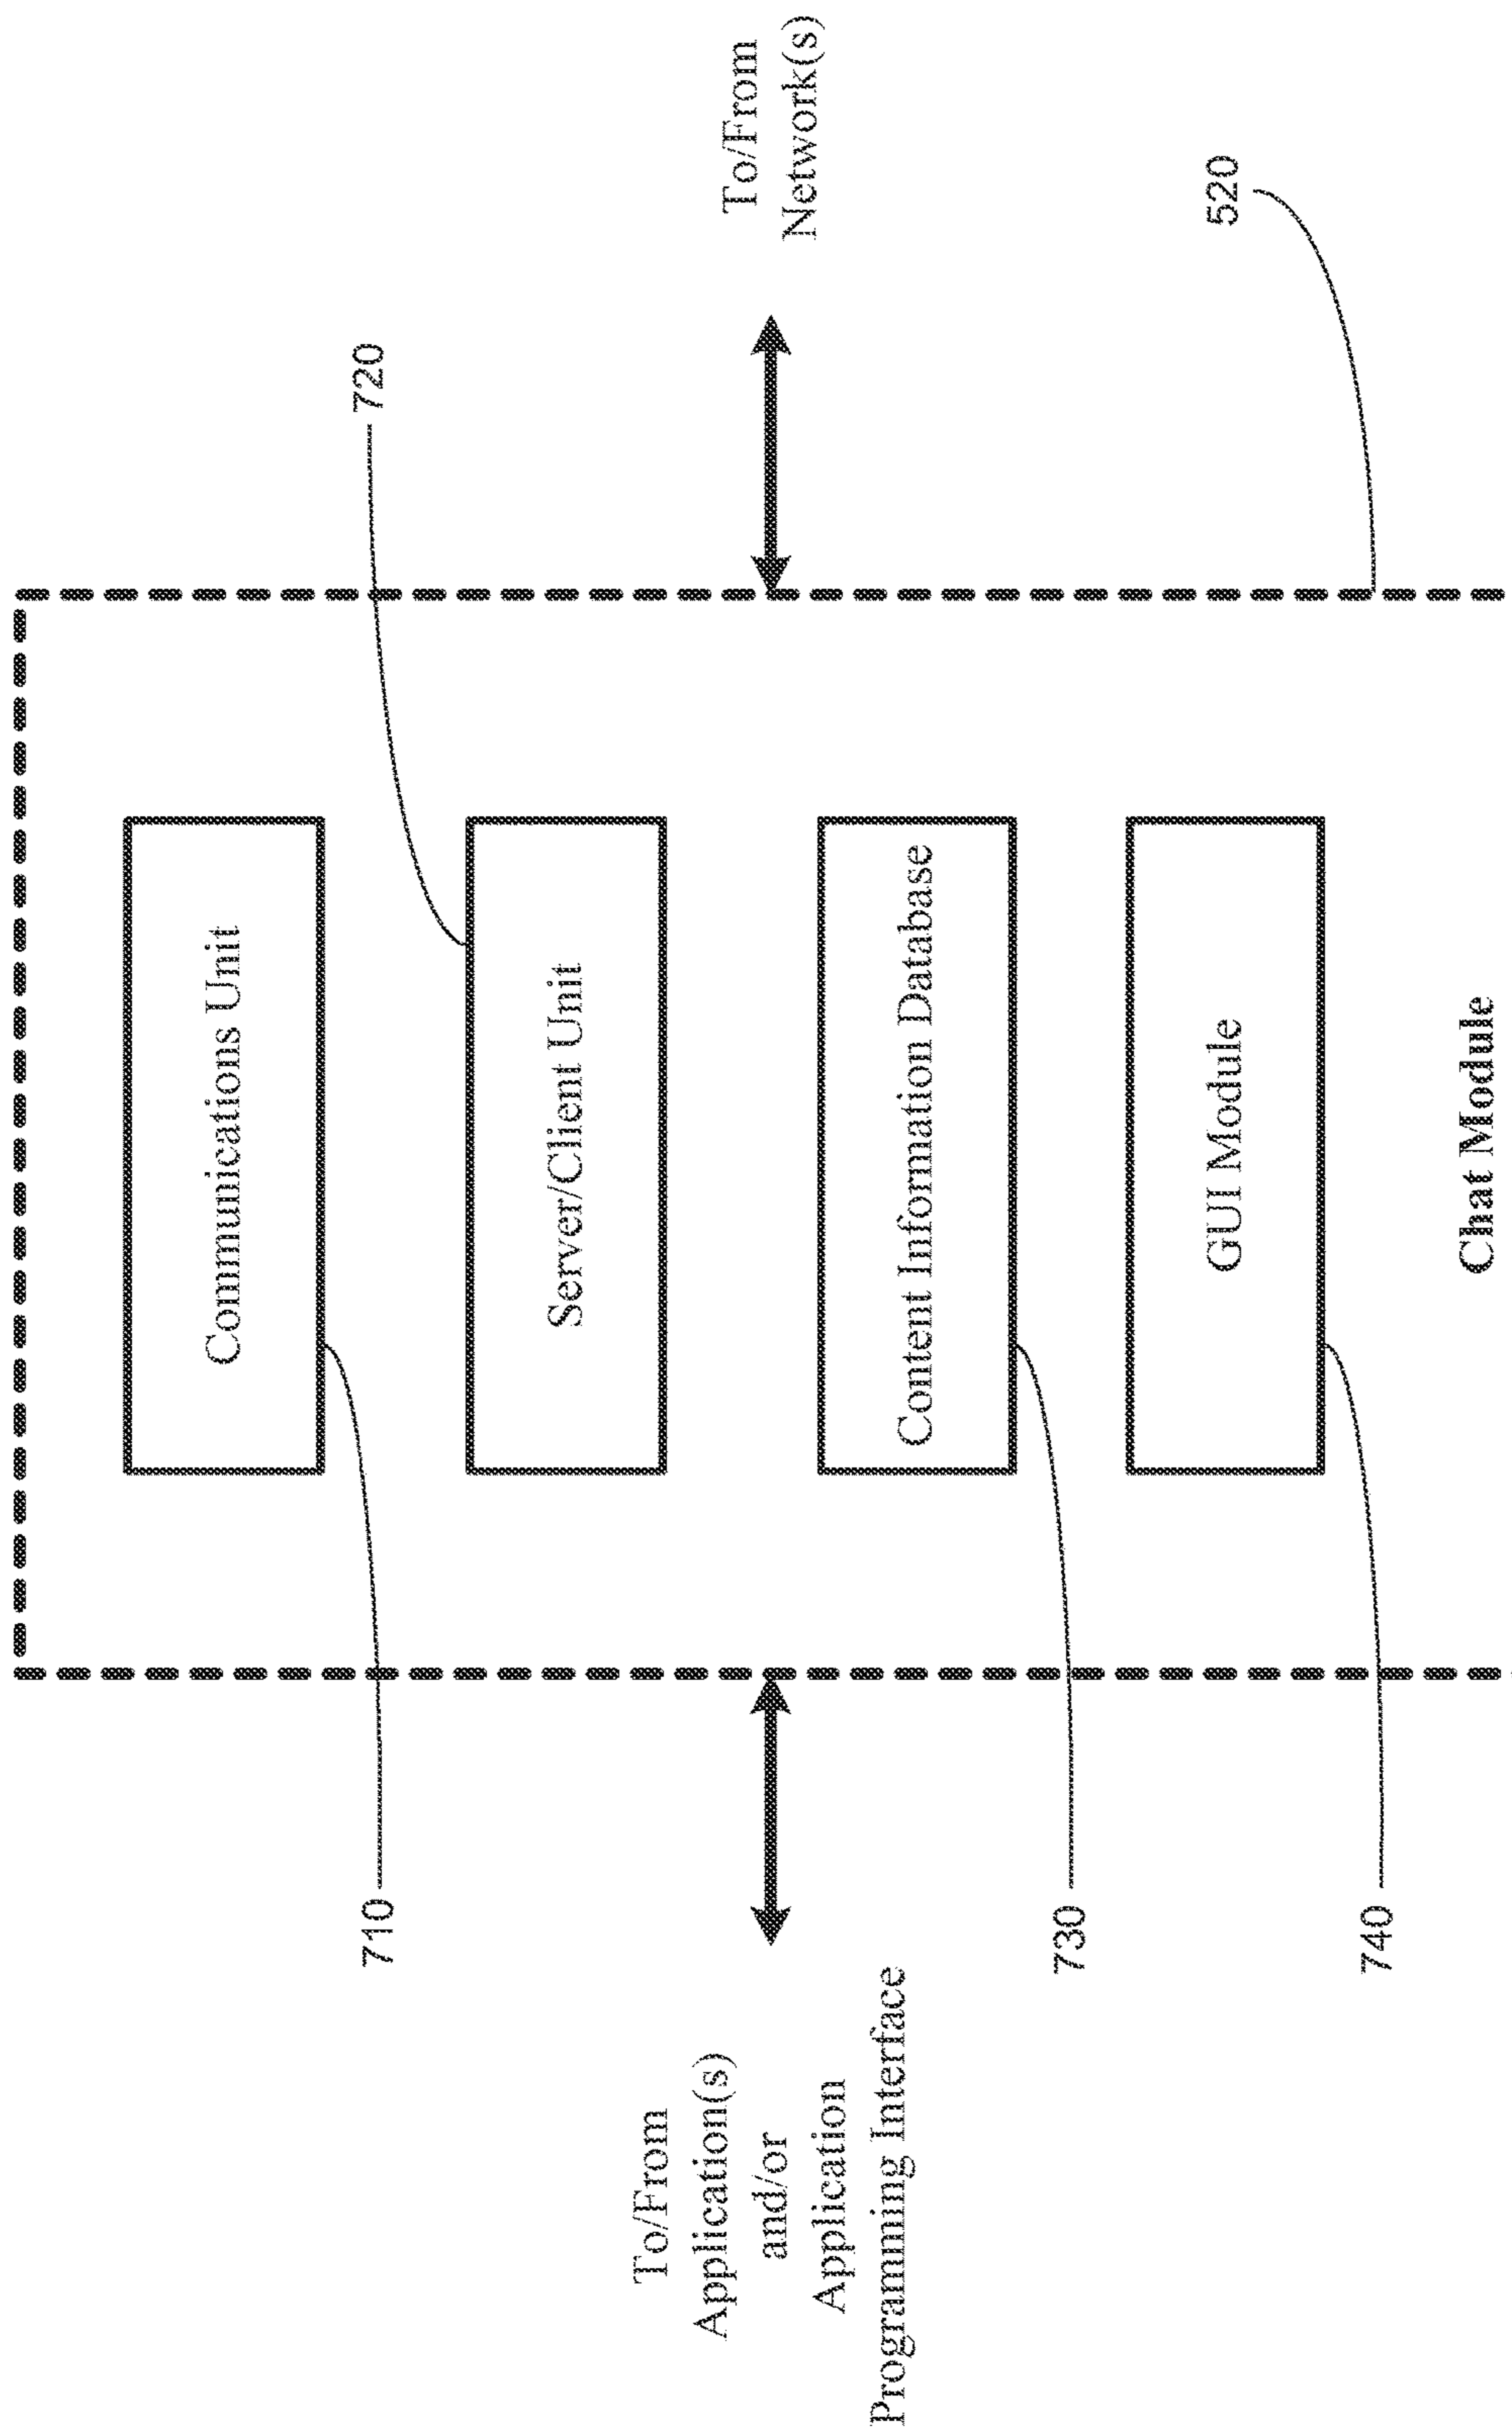 Communications Unit
710
720
Server/Client Unit
To/From
Application(s)
and/or
Application
Programming Interface
To/From
Network(s)
Content Information Database
730
GUI Module
740
520
Chat Module